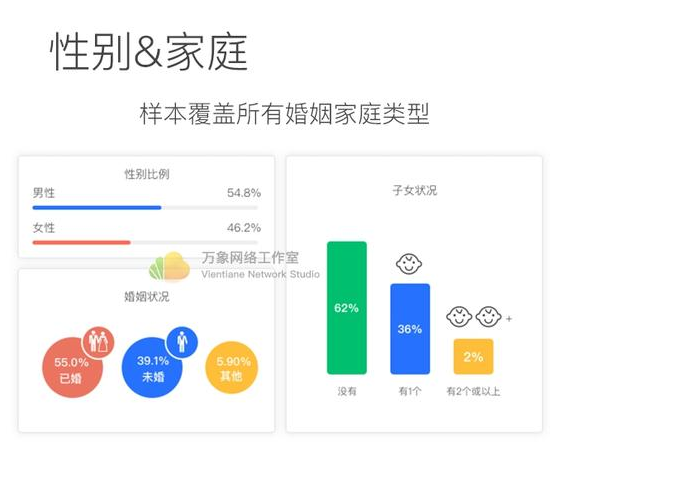 性别&家庭
样本覆盖所有婚姻家庭类型
性别比例
男性 54.8%
女性 46.2%
万象网络工作室
Vientiane Network Studio
婚姻状况
55.0%
已婚
39.1%
未婚
5.90%
其他
子女状况
62%
36%
2%
+
没有 有1个 有2个或以上